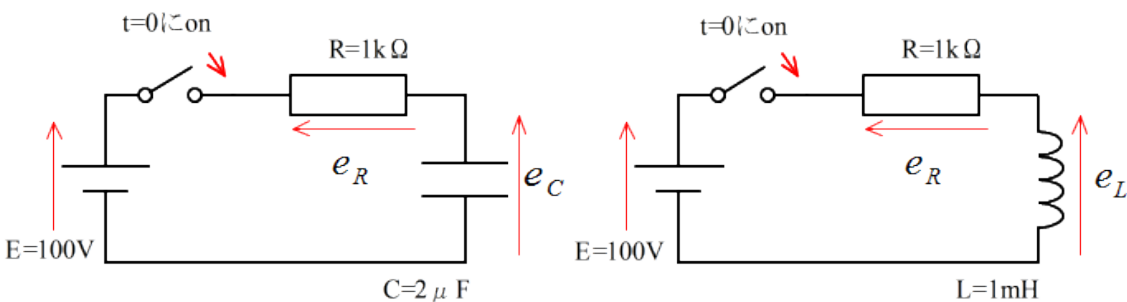 t=0にon
R=1kΩ
e_R
e_C
E=100V
C=2μF
t=0にon
R=1kΩ
e_R
e_L
E=100V
L=1mH